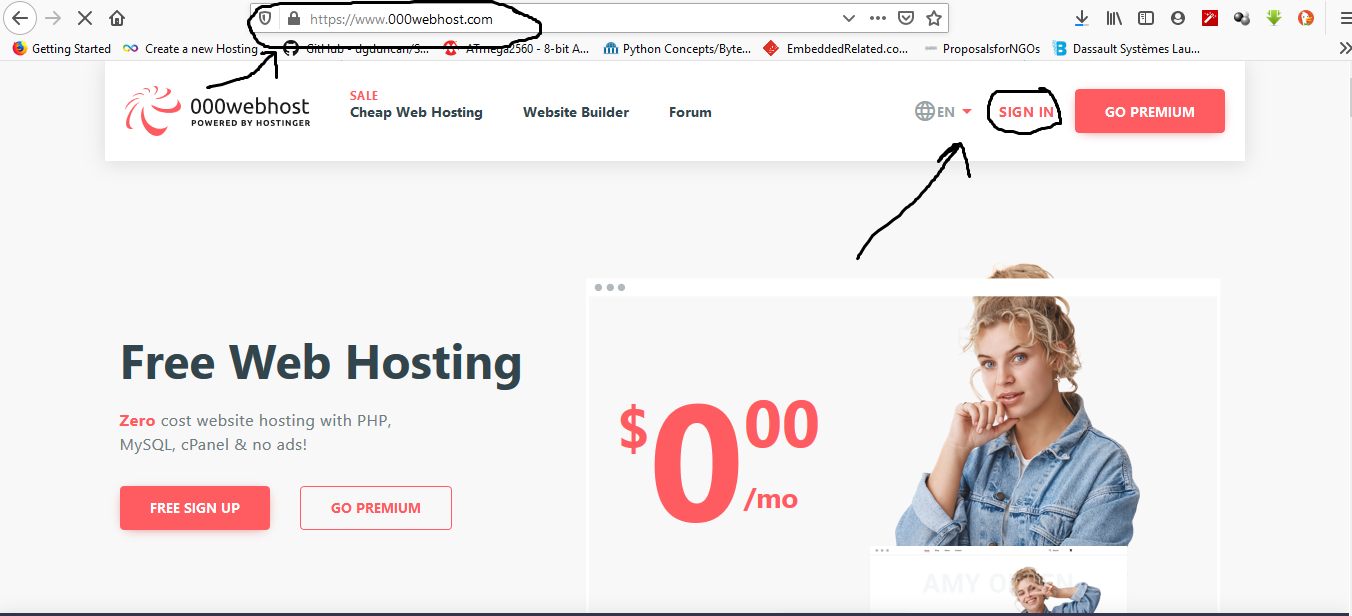 https://www.000webhost.com
Getting Started
Create a new Hosting
GitHub - dgduncan/S...
ATmega2560 - 8-bit A...
Python Concepts/Byte...
EmbeddedRelated.co...
ProposalsforNGOs
Dassault Systèmes Lau...
000webhost
POWERED BY HOSTINGER
SALE
Cheap Web Hosting
Website Builder
Forum
EN
SIGN IN
GO PREMIUM
Free Web Hosting
Zero cost website hosting with PHP,
MySQL, cPanel & no ads!
FREE SIGN UP
GO PREMIUM
$000
/mo
AMY